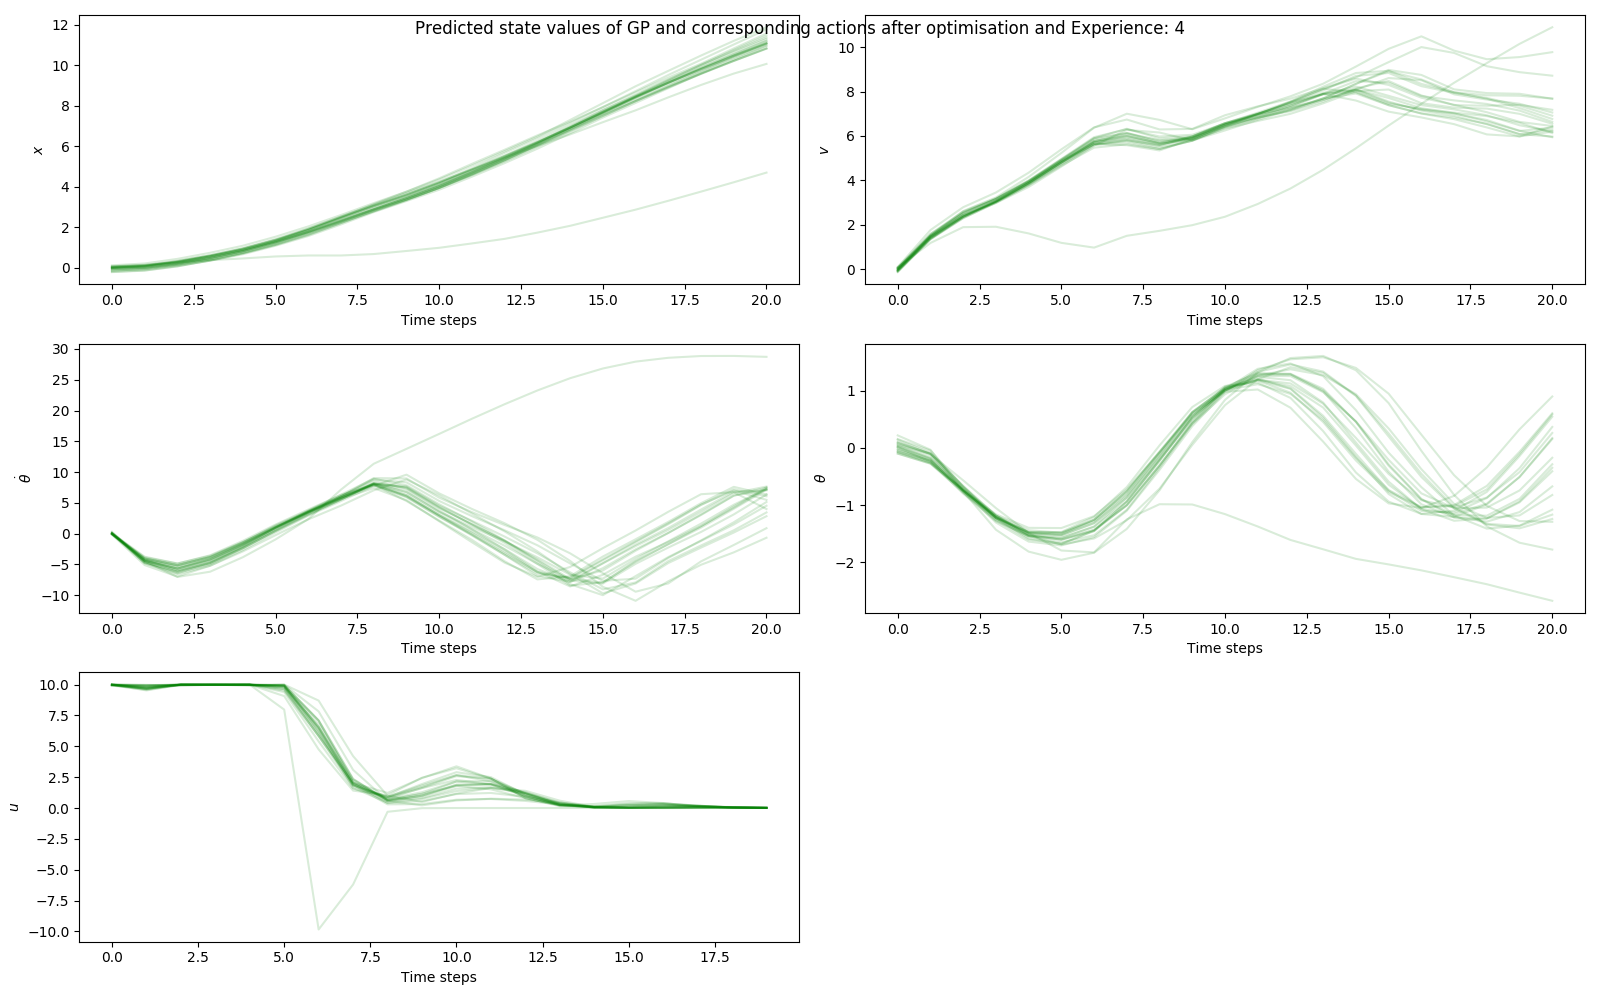 Predicted state values of GP and corresponding actions after optimisation and Experience: 4
12
10
8
6
4
2
0
x
0.0 2.5 5.0 7.5 10.0 12.5 15.0 17.5 20.0
Time steps
10
8
6
4
2
0
v
0.0 2.5 5.0 7.5 10.0 12.5 15.0 17.5 20.0
Time steps
30
25
20
15
10
5
0
−5
−10
θ̇
0.0 2.5 5.0 7.5 10.0 12.5 15.0 17.5 20.0
Time steps
1
0
−1
−2
θ
0.0 2.5 5.0 7.5 10.0 12.5 15.0 17.5 20.0
Time steps
10.0
7.5
5.0
2.5
0.0
−2.5
−5.0
−7.5
−10.0
u
0.0 2.5 5.0 7.5 10.0 12.5 15.0 17.5
Time steps